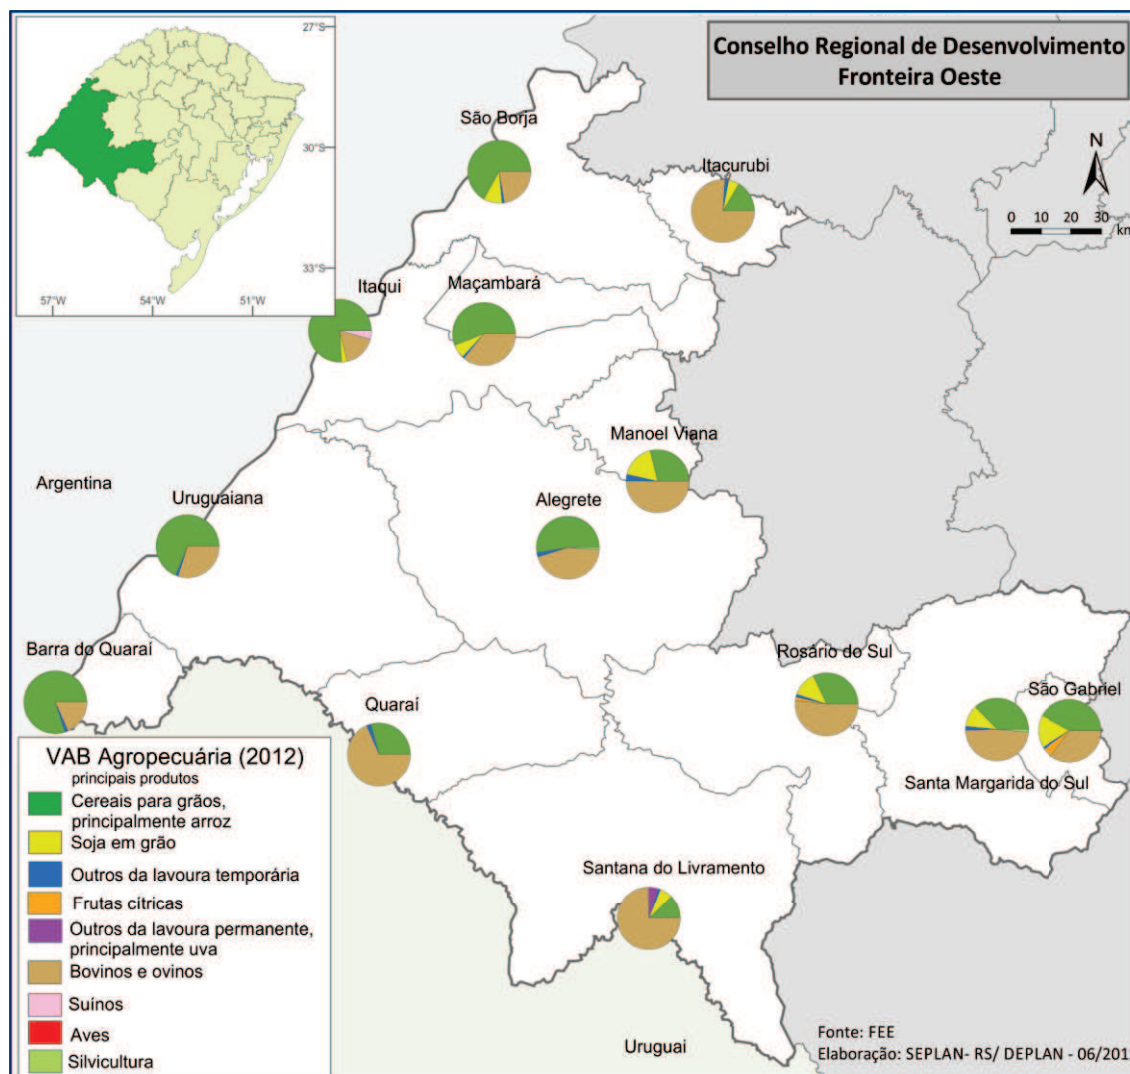 Conselho Regional de Desenvolvimento
Fronteira Oeste
27°S
30°S
33°S
57°W
54°W
51°W
N
0 10 20 30
km
São Borja
Itacurubi
Itaqui
Maçambará
Manoel Viana
Argentina
Uruguaiana
Alegrete
Barra do Quaraí
Quaraí
Rosário do Sul
São Gabriel
Santa Margarida do Sul
Santana do Livramento
Uruguai
VAB Agropecuária (2012)
principais produtos
Cereais para grãos,
principalmente arroz
Soja em grão
Outros da lavoura temporária
Frutas cítricas
Outros da lavoura permanente,
principalmente uva
Bovinos e ovinos
Suínos
Aves
Silvicultura
Fonte: FEE
Elaboração: SEPLAN- RS/ DEPLAN - 06/201